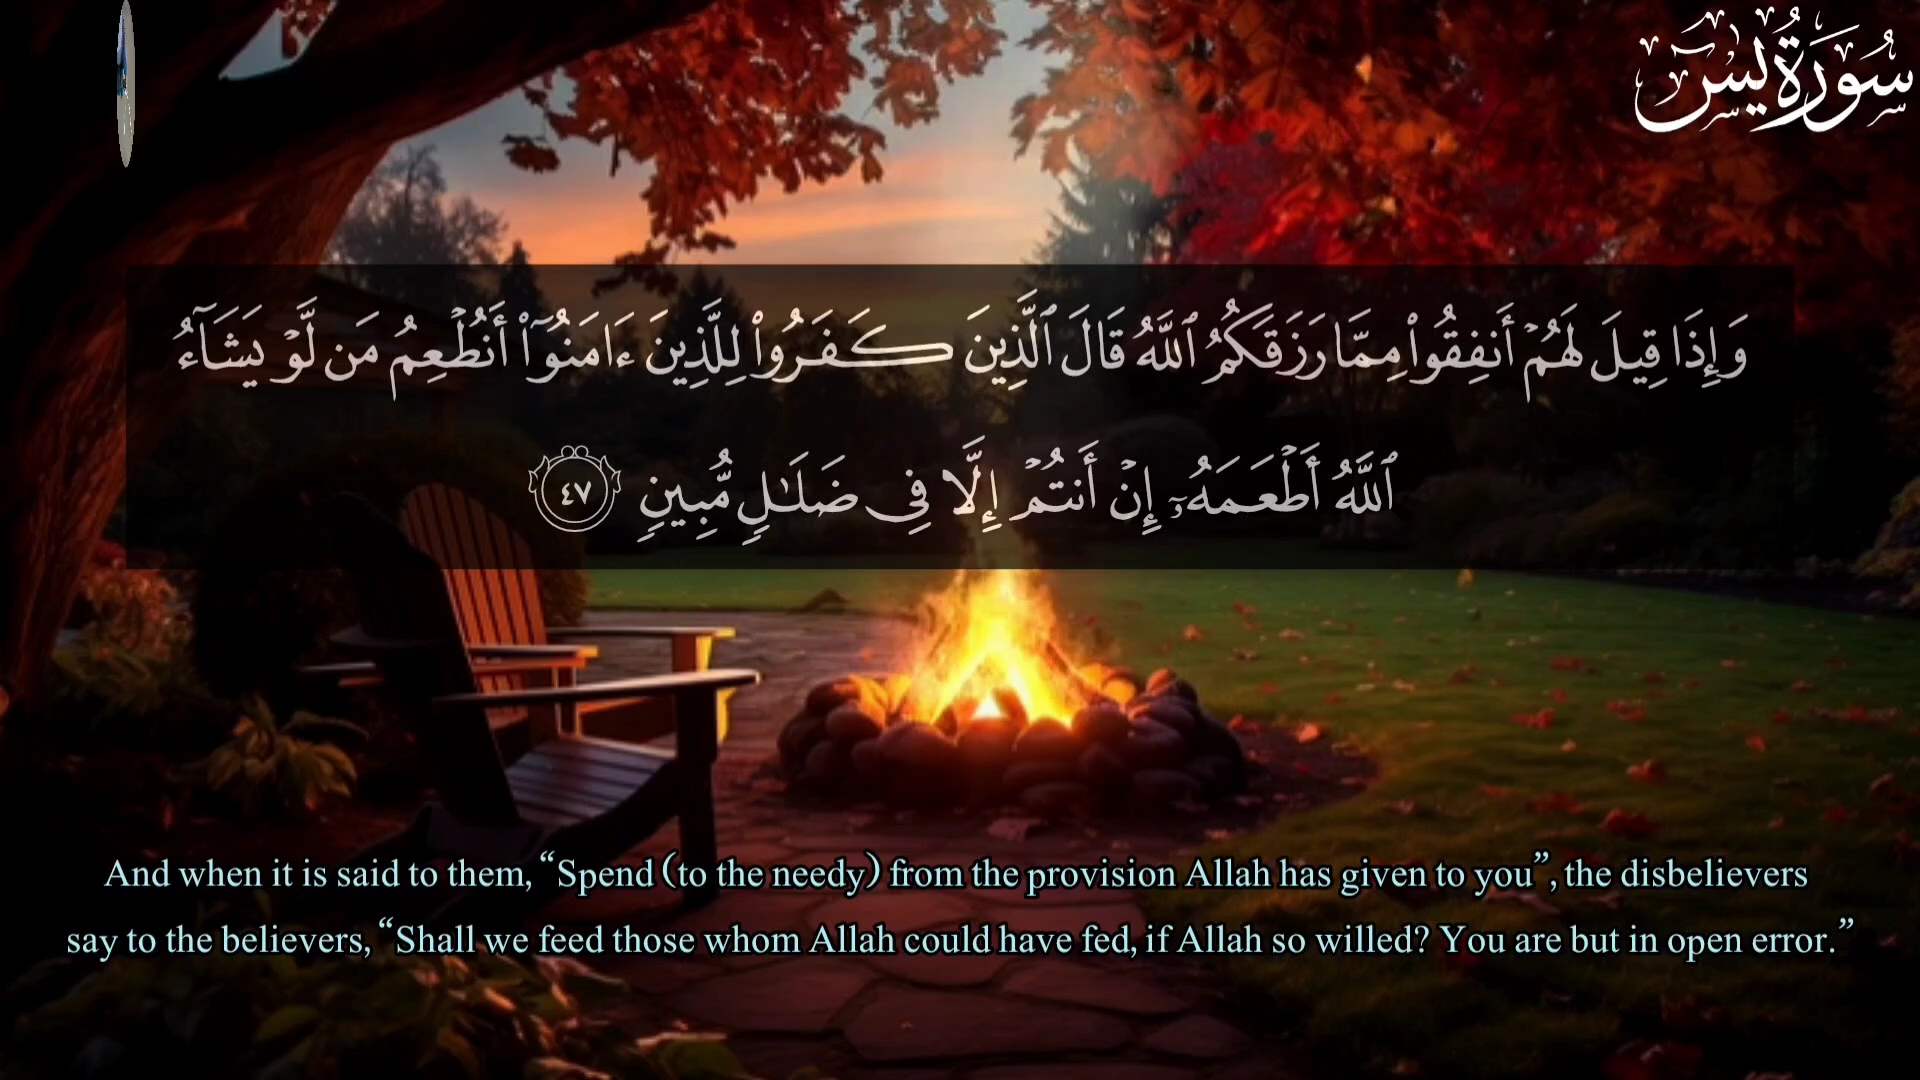 سورة يس
وَإِذَا قِيلَ لَهُمۡ أَنفِقُواْ مِمَّا رَزَقَكُمُ ٱللَّهُ قَالَ ٱلَّذِينَ كَفَرُواْ لِلَّذِينَ ءَامَنُوٓاْ أَنُطۡعِمُ مَن لَّوۡ يَشَآءُ
ٱللَّهُ أَطۡعَمَهُۥٓ إِنۡ أَنتُمۡ إِلَّا فِي ضَلَٰلٖ مُّبِينٖ ٤٧
And when it is said to them, “Spend (to the needy) from the provision Allah has given to you”, the disbelievers
say to the believers, “Shall we feed those whom Allah could have fed, if Allah so willed? You are but in open error.”